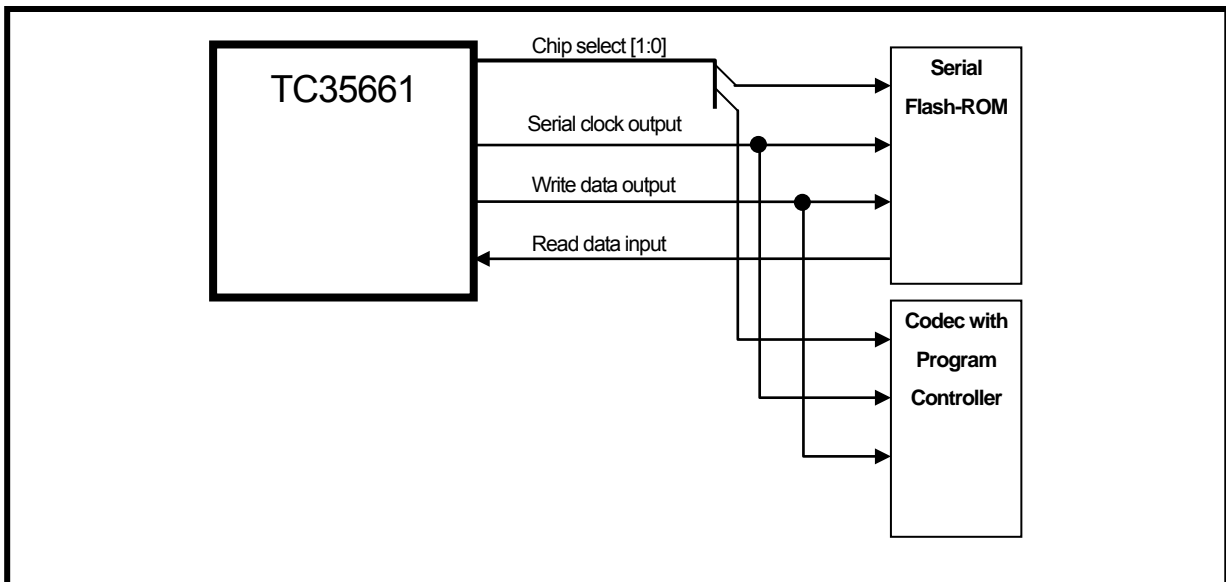 TC35661
Chip select [1:0]
Serial clock output
Write data output
Read data input
Serial
Flash-ROM
Codec with
Program
Controller